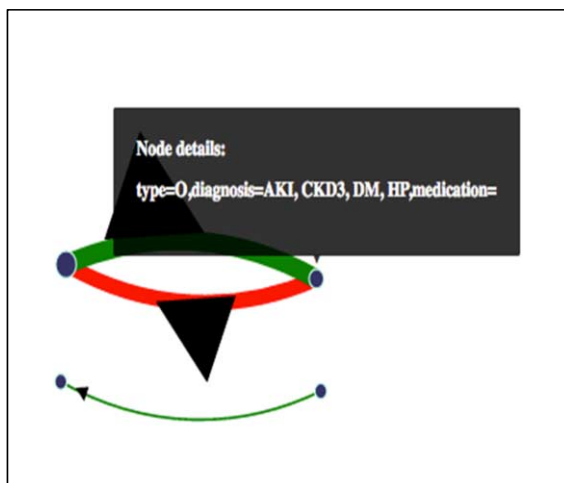 Node details:
type=O,diagnosis=AKI, CKD3, DM, HP,medication=